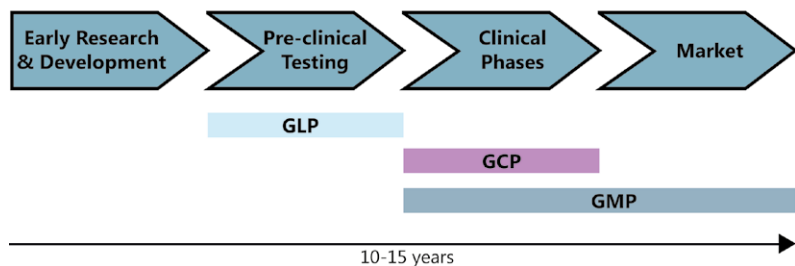 Early Research
& Development
Pre-clinical
Testing
Clinical
Phases
Market
GLP
GCP
GMP
10-15 years